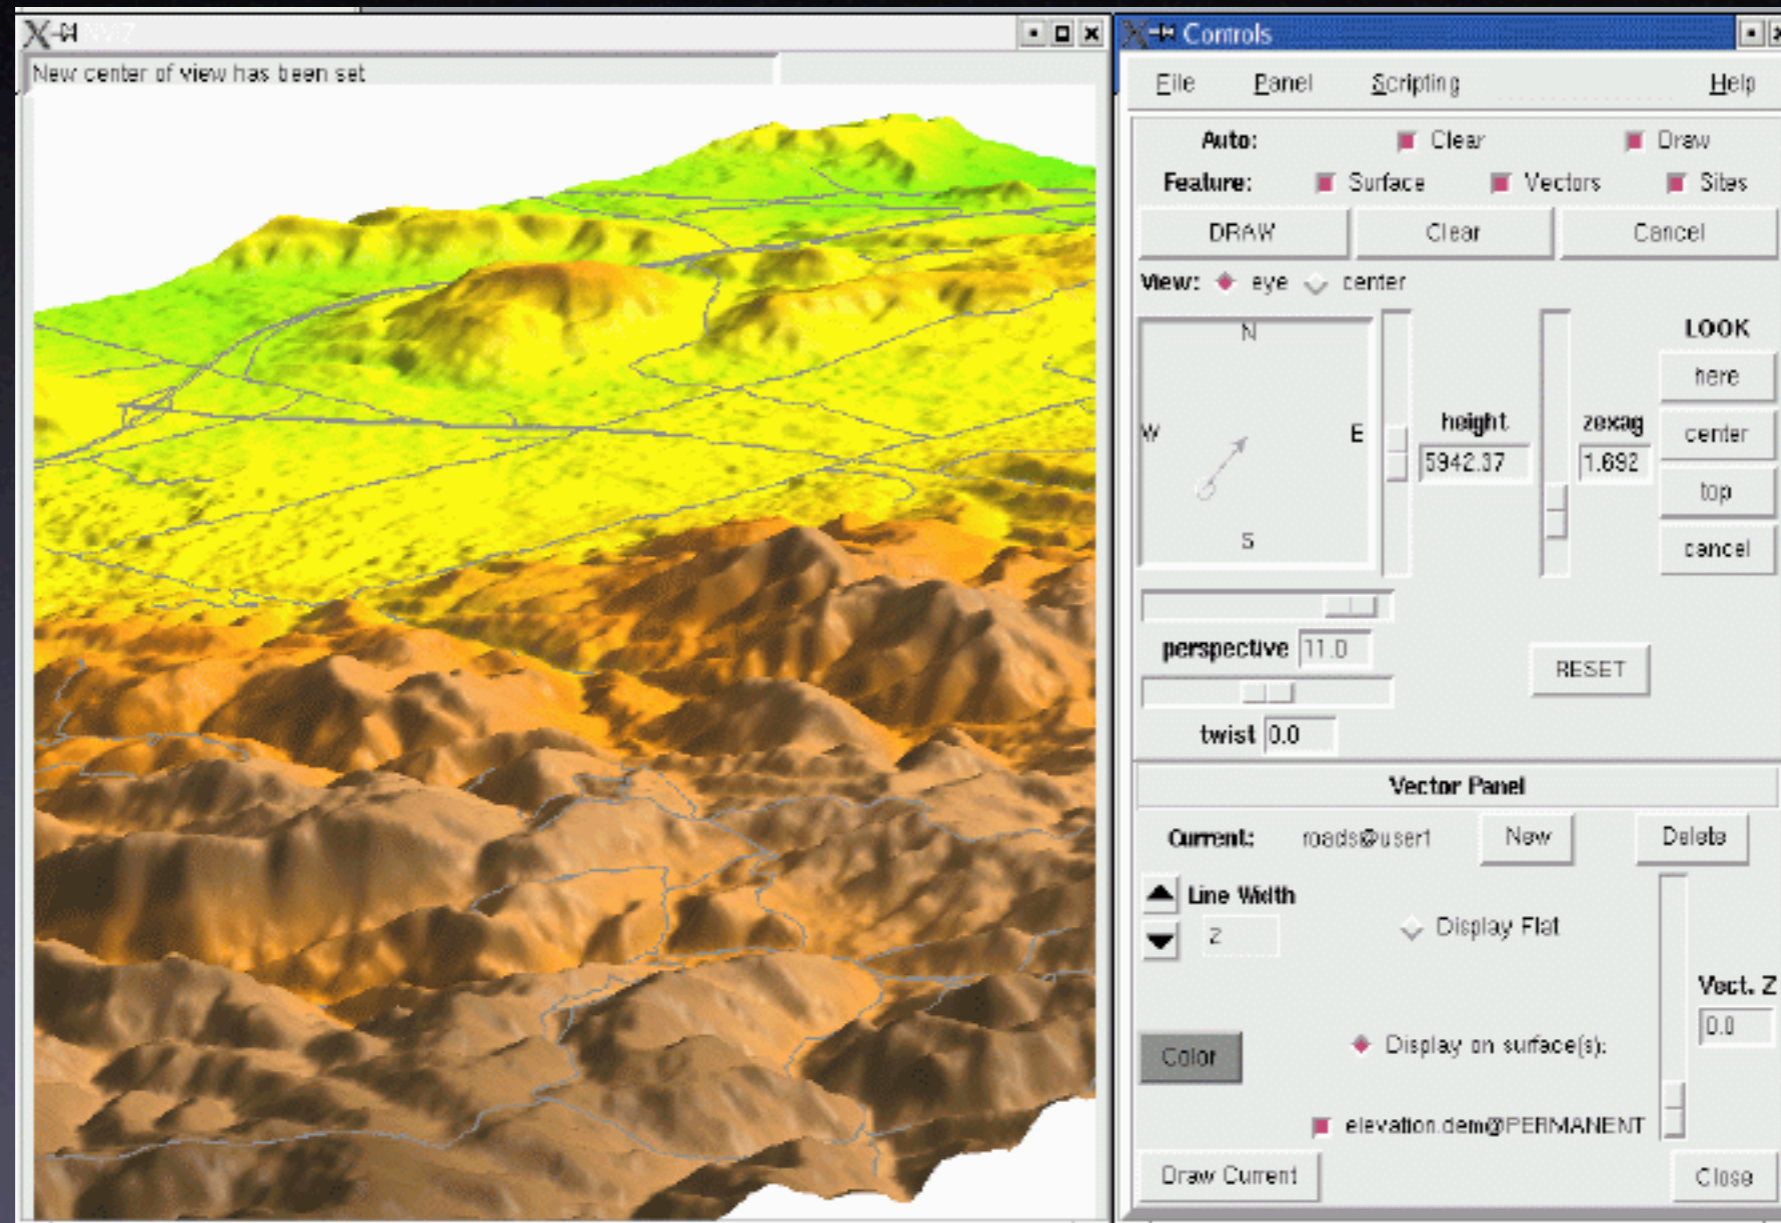 NVIZ
New center of view has been set
Controls
File Panel Scripting Help
Auto: Clear Draw
Feature: Surface Vectors Sites
DRAW Clear Cancel
View: eye center
N
W E
S
height
5942.37
zexag
1.692
LOOK
here
center
top
cancel
perspective 11.0
RESET
twist 0.0
Vector Panel
Current: roads@user1 New Delete
Line Width
2
Display Flat
Vect. Z
0.0
Color
Display on surface(s):
elevation.dem@PERMANENT
Draw Current Close